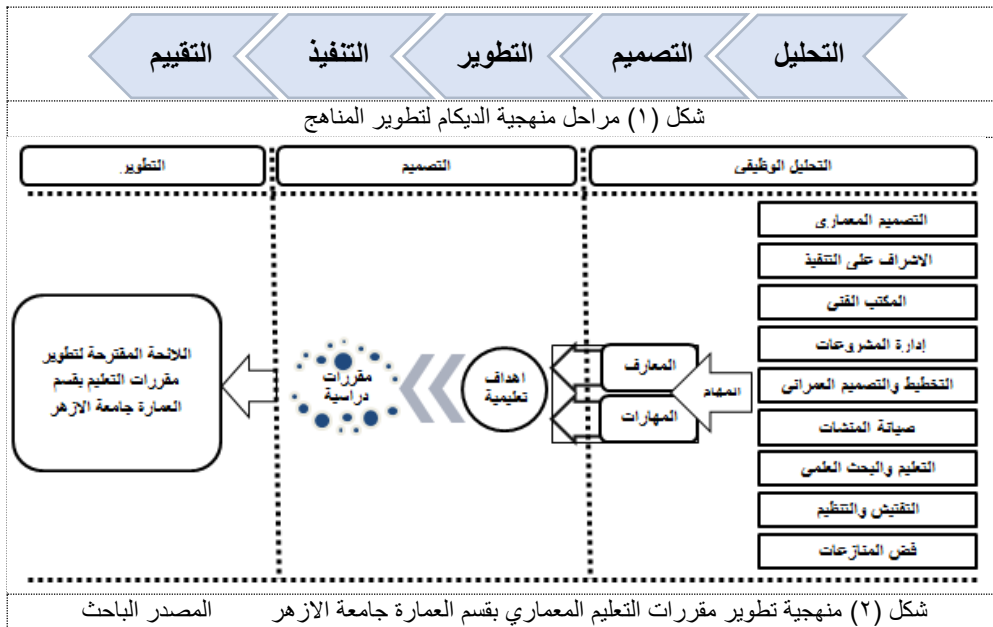 التحليل
التصميم
التطوير
التنفيذ
التقييم
شكل (١) مراحل منهجية الديكام لتطوير المناهج
التحليل الوظيفى
التصميم
التطوير
التصميم المعمارى
الاشراف على التنفيذ
المكتب الفنى
إدارة المشروعات
التخطيط والتصميم العمرانى
صيانة المنشات
التعليم والبحث العلمى
التفتيش والتنظيم
فض المنازعات
المهام
المعارف
المهارات
اهداف
تعليمية
مقررات
دراسية
اللائحة المقترحة لتطوير
مقررات التعليم بقسم
العمارة جامعة الازهر
شكل (٢) منهجية تطوير مقررات التعليم المعماري بقسم العمارة جامعة الازهر المصدر الباحث